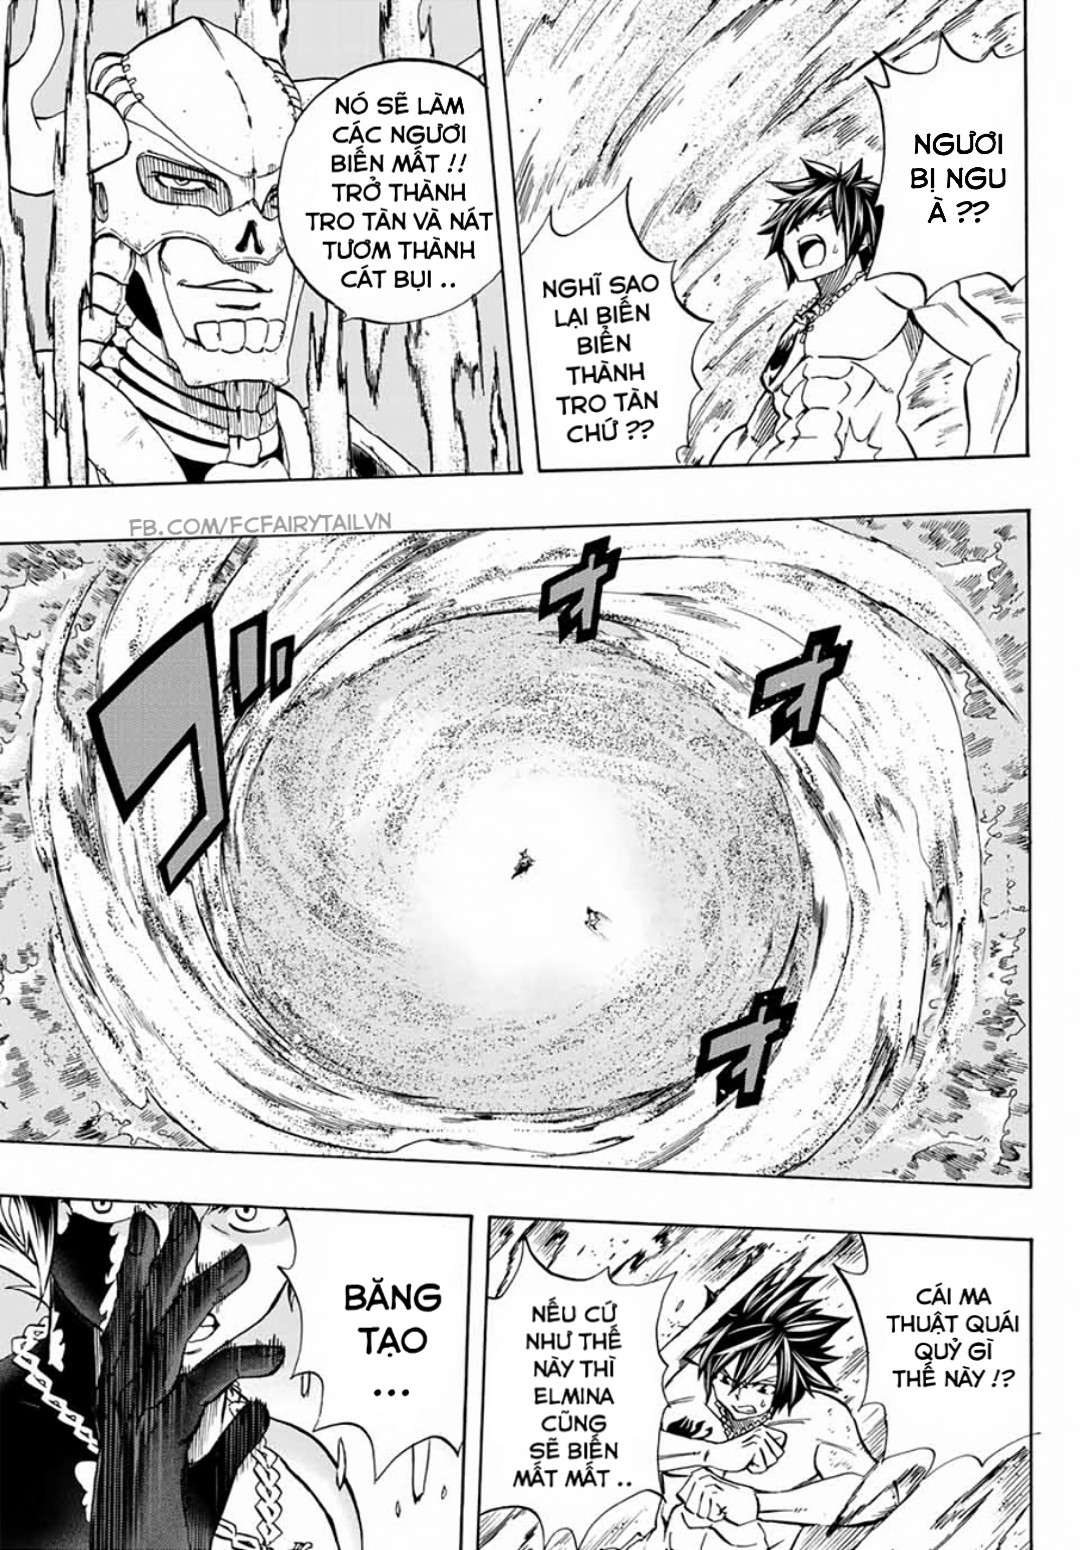 NGƯƠI
BỊ NGU
À ??
NGHĨ SAO
LẠI BIẾN
BIỂN
THÀNH
TRO TÀN
CHỨ ??
NÓ SẼ LÀM
CÁC NGƯƠI
BIẾN MẤT !!
TRỞ THÀNH
TRO TÀN VÀ NÁT
TƯƠM THÀNH
CÁT BỤI ..
FB.COM/FCFAIRYTAILVN
ゴオオオ
CÁI MA
THUẬT QUÁI
QUỶ GÌ
THẾ NÀY !?
NẾU CỨ
NHƯ THẾ
NÀY THÌ
ELMINA
CŨNG
SẼ BIẾN
MẤT MẤT ..
BĂNG
TẠO
...